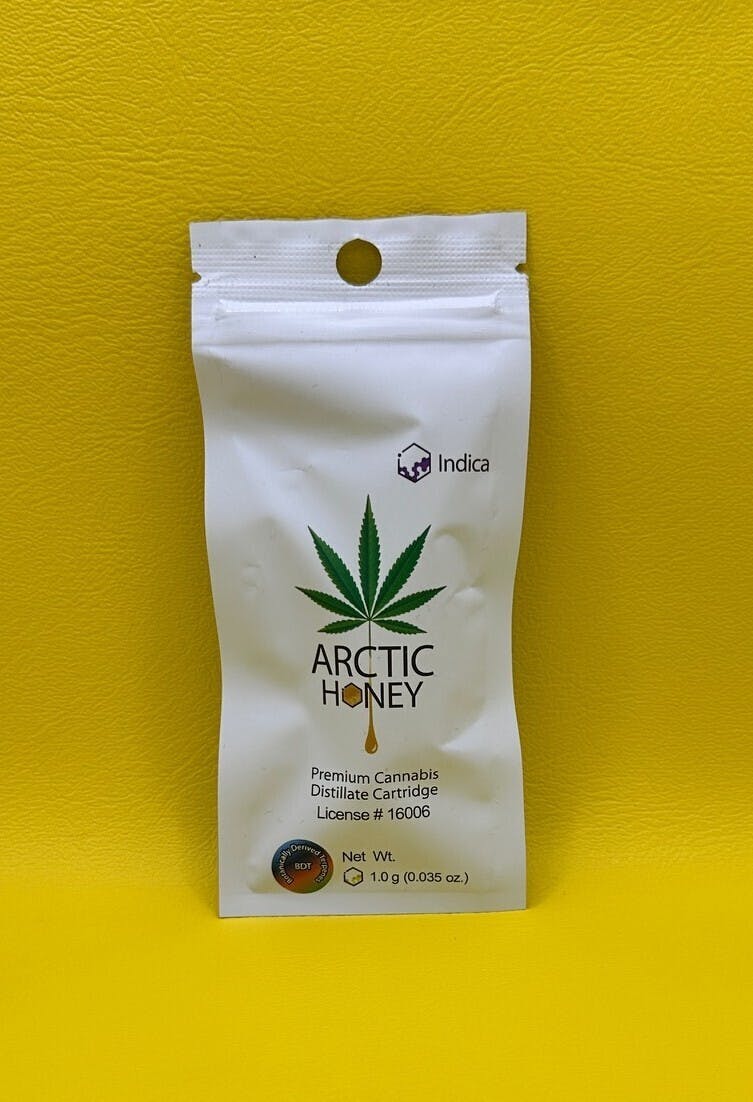 Indica
ARCTIC
HONEY
Premium Cannabis
Distillate Cartridge
License # 16006
Botanically Derived Terpenes
BDT
Net Wt.
1.0 g (0.035 oz.)